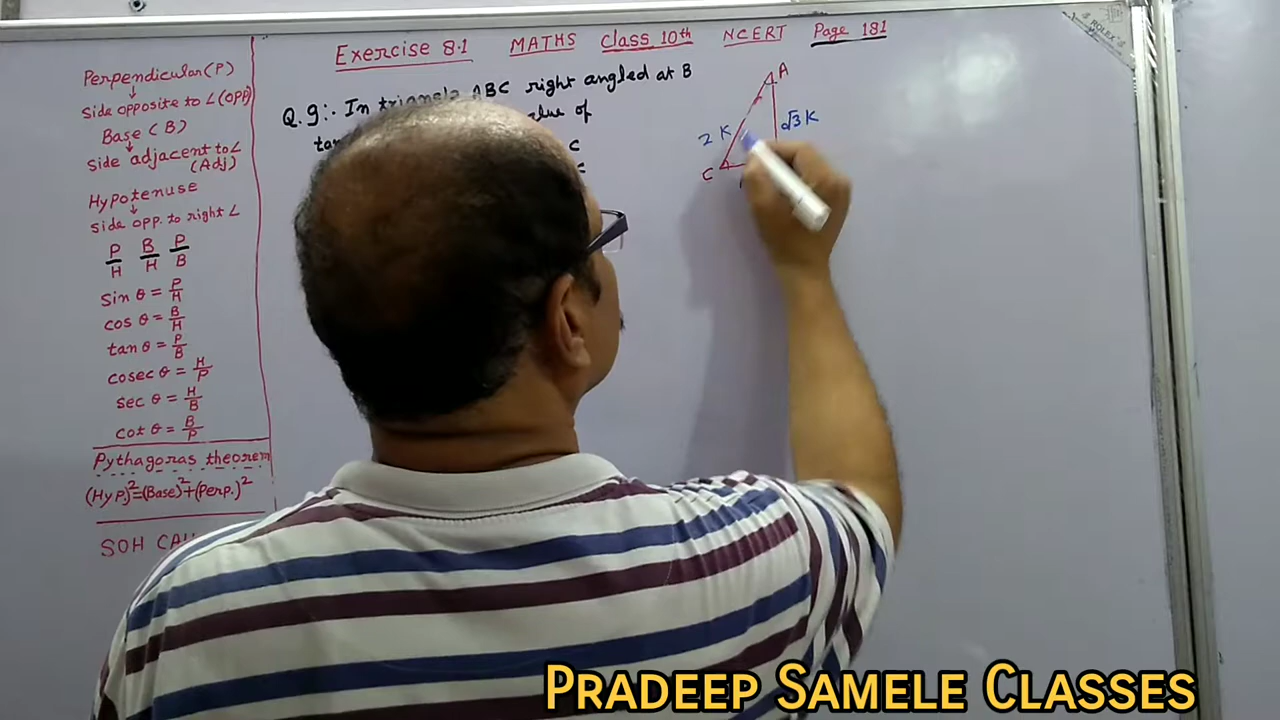 Exercise 8.1 MATHS Class 10th NCERT Page 181
Perpendicular (P)
↓
Side opposite to ∠ (OPP)
Base (B)
↓
side adjacent to ∠
(Adj)
Hypotenuse
↓
side opp. to right ∠
P/H B/H P/B
sin θ = P/H
cos θ = B/H
tan θ = P/B
cosec θ = H/P
sec θ = H/B
cot θ = B/P
Pythagoras theorem
(Hyp)²=(Base)²+(Perp.)²
SOH
Q.9:- In triangle ABC right angled at B
of
C
A
2K
√3K
C
PRADEEP SAMELE CLASSES